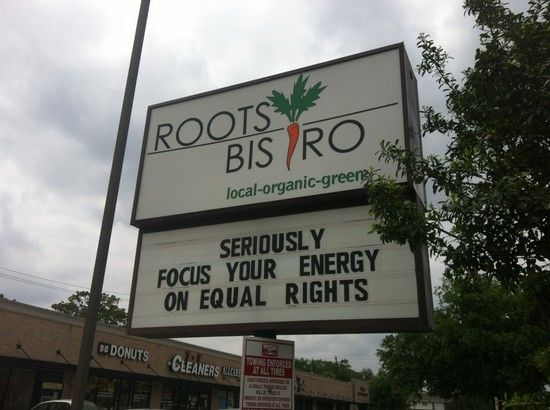 ROOTS
BISTRO
local-organic-green
SERIOUSLY
FOCUS YOUR ENERGY
ON EQUAL RIGHTS
BB DONUTS
CLEANERS
TOWING ENFORCED
AT ALL TIMES